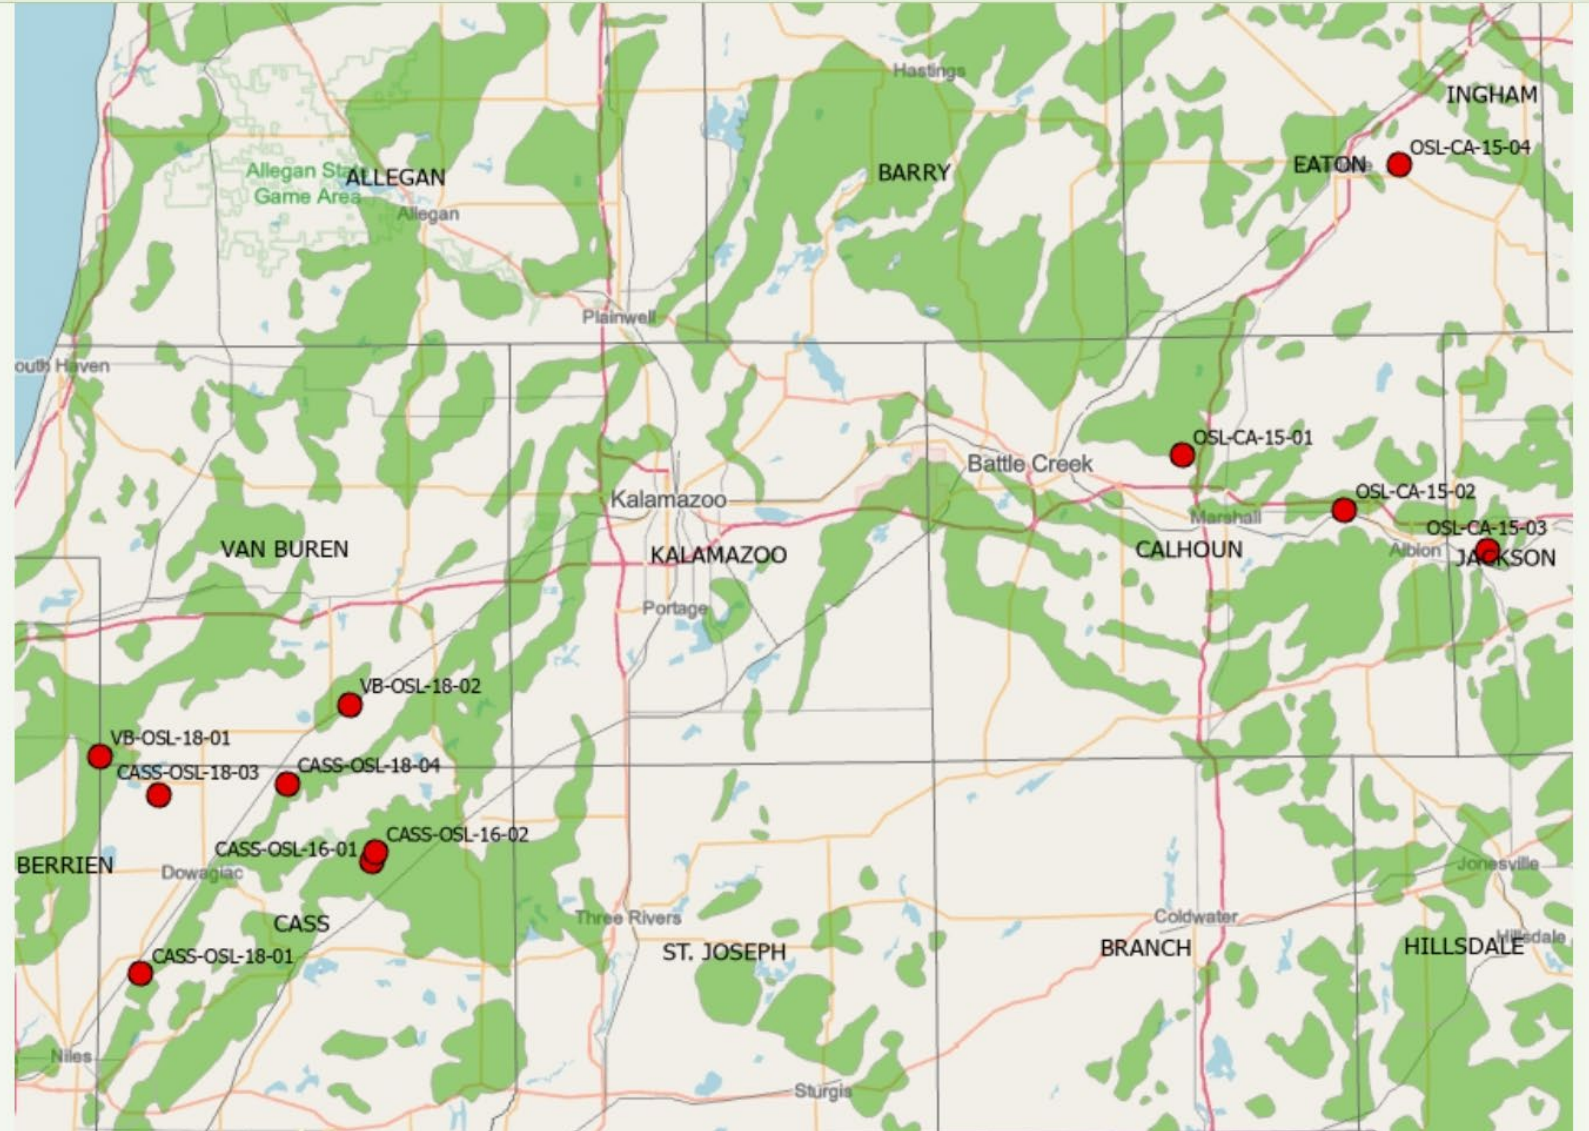 Hastings
INGHAM
OSL-CA-15-04
EATON
BARRY
Allegan State
Game Area
ALLEGAN
Allegan
Plainwell
outh Haven
OSL-CA-15-01
Battle Creek
OSL-CA-15-02
Kalamazoo
Marshall
OSL-CA-15-03
VAN BUREN
KALAMAZOO
CALHOUN
Albion
JACKSON
Portage
VB-OSL-18-02
VB-OSL-18-01
CASS-OSL-18-03
CASS-OSL-18-04
CASS-OSL-16-02
CASS-OSL-16-01
BERRIEN
Dowagiac
Jonesville
CASS
Three Rivers
Coldwater
ST. JOSEPH
BRANCH
HILLSDALE
Hillsdale
CASS-OSL-18-01
Niles
Sturgis